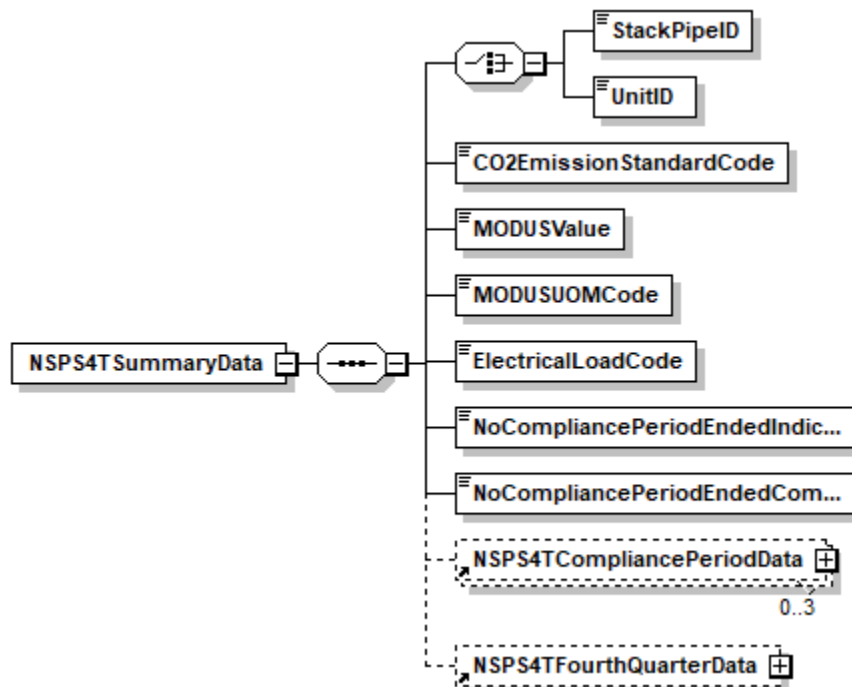 StackPipeID
UnitID
CO2EmissionStandardCode
MODUSValue
MODUSUOMCode
NSPS4TSummaryData
ElectricalLoadCode
NoCompliancePeriodEndedIndic...
NoCompliancePeriodEndedCom...
NSPS4TCompliancePeriodData
0..3
NSPS4TFourthQuarterData